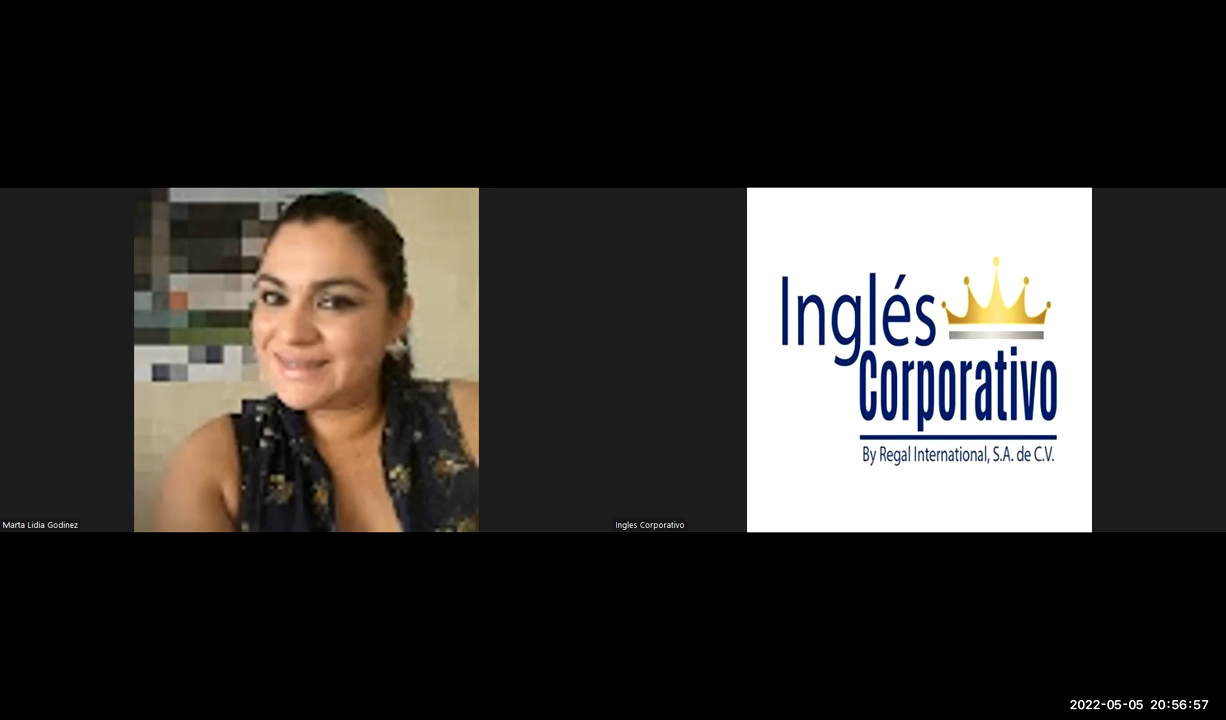 Inglés
Corporativo
By Regal International, S.A. de C.V.
Marta Lidia Godinez
Ingles Corporativo
2022-05-05 20:56:57